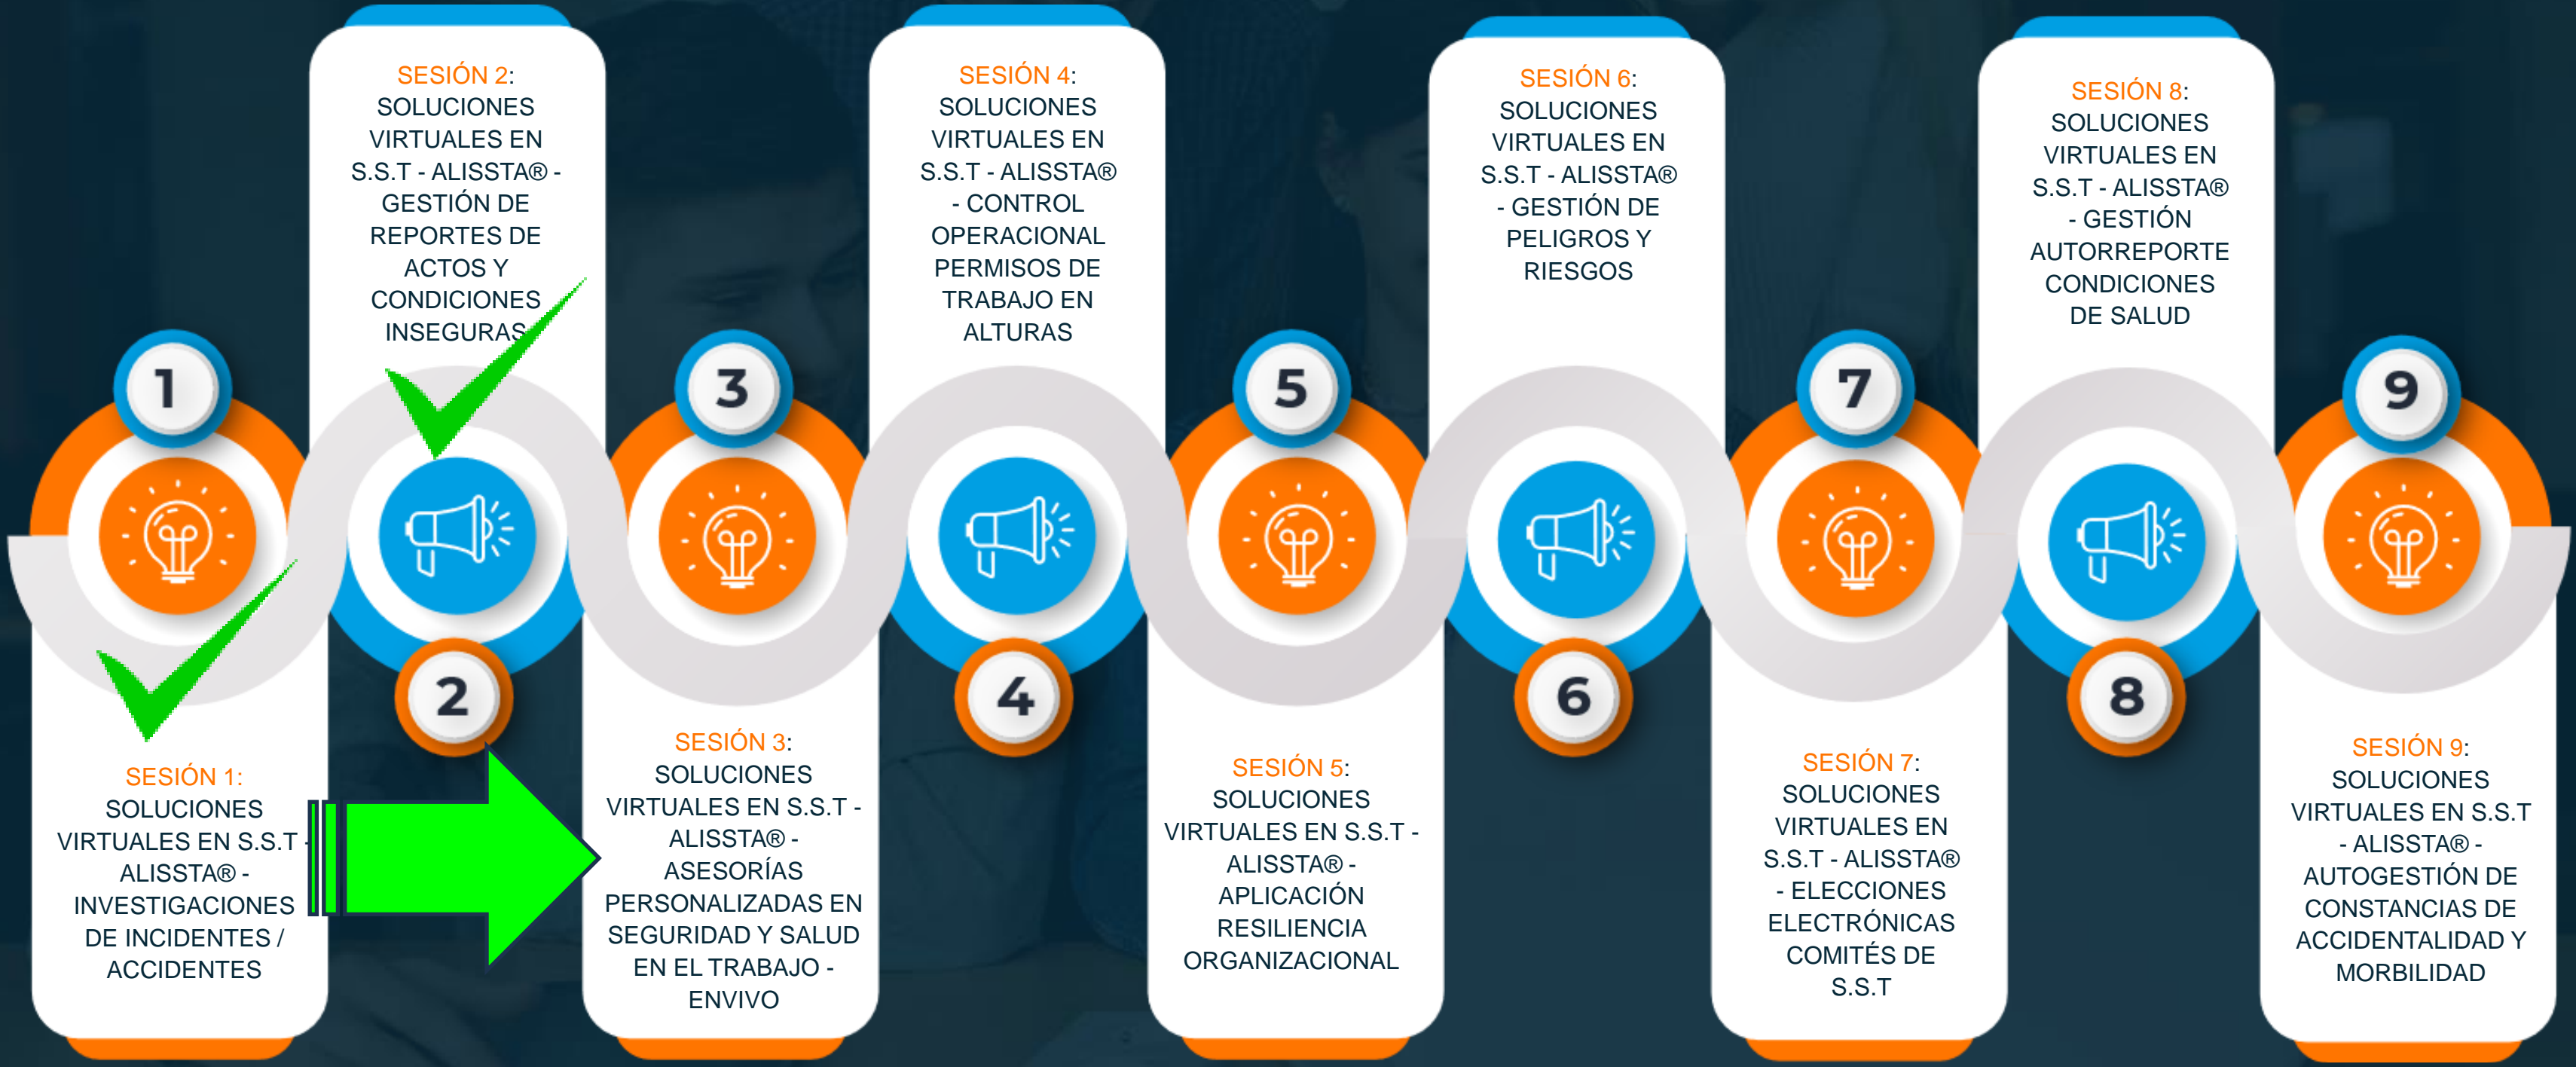 1
SESIÓN 1:
SOLUCIONES
VIRTUALES EN S.S.T -
ALISSTA® -
INVESTIGACIONES
DE INCIDENTES /
ACCIDENTES
SESIÓN 2:
SOLUCIONES
VIRTUALES EN
S.S.T - ALISSTA® -
GESTIÓN DE
REPORTES DE
ACTOS Y
CONDICIONES
INSEGURAS
2
3
SESIÓN 3:
SOLUCIONES
VIRTUALES EN S.S.T -
ALISSTA® -
ASESORÍAS
PERSONALIZADAS EN
SEGURIDAD Y SALUD
EN EL TRABAJO -
ENVIVO
SESIÓN 4:
SOLUCIONES
VIRTUALES EN
S.S.T - ALISSTA®
- CONTROL
OPERACIONAL
PERMISOS DE
TRABAJO EN
ALTURAS
4
5
SESIÓN 5:
SOLUCIONES
VIRTUALES EN S.S.T -
ALISSTA® -
APLICACIÓN
RESILIENCIA
ORGANIZACIONAL
SESIÓN 6:
SOLUCIONES
VIRTUALES EN
S.S.T - ALISSTA®
- GESTIÓN DE
PELIGROS Y
RIESGOS
6
7
SESIÓN 7:
SOLUCIONES
VIRTUALES EN
S.S.T - ALISSTA®
- ELECCIONES
ELECTRÓNICAS
COMITÉS DE
S.S.T
SESIÓN 8:
SOLUCIONES
VIRTUALES EN
S.S.T - ALISSTA®
- GESTIÓN
AUTORREPORTE
CONDICIONES
DE SALUD
8
9
SESIÓN 9:
SOLUCIONES
VIRTUALES EN S.S.T
- ALISSTA® -
AUTOGESTIÓN DE
CONSTANCIAS DE
ACCIDENTALIDAD Y
MORBILIDAD